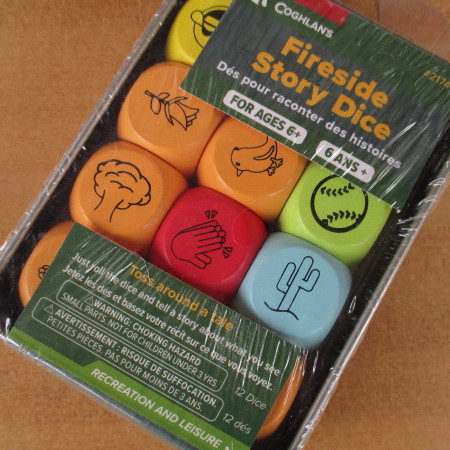 COGHLAN'S
Fireside
Story Dice
Dés pour raconter des histoires
FOR AGES 6+
6 ANS +
Toss around a tale
Just roll the dice and tell a story about what you see
Jetez les dés et basez votre récit sur ce que vous voyez.
WARNING: CHOKING HAZARD
SMALL PARTS. NOT FOR CHILDREN UNDER 3 YRS.
AVERTISSEMENT : RISQUE DE SUFFOCATION.
PETITES PIECES. PAS POUR MOINS DE 3 ANS.
12 Dice
12 dés
RECREATION AND LEISURE